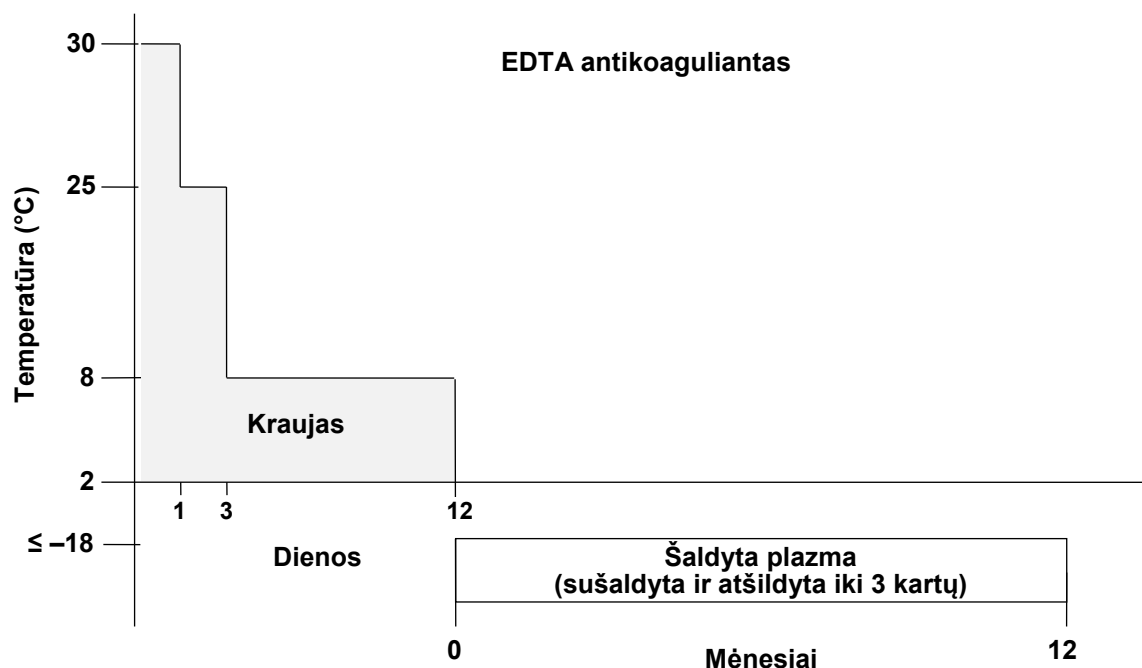 EDTA antikoaguliantas
Temperatūra (°C)
30
25
8
2
≤ –18
Kraujas
1
3
12
Dienos
Šaldyta plazma
(sušaldyta ir atšildyta iki 3 kartų)
0
12
Mėnesiai